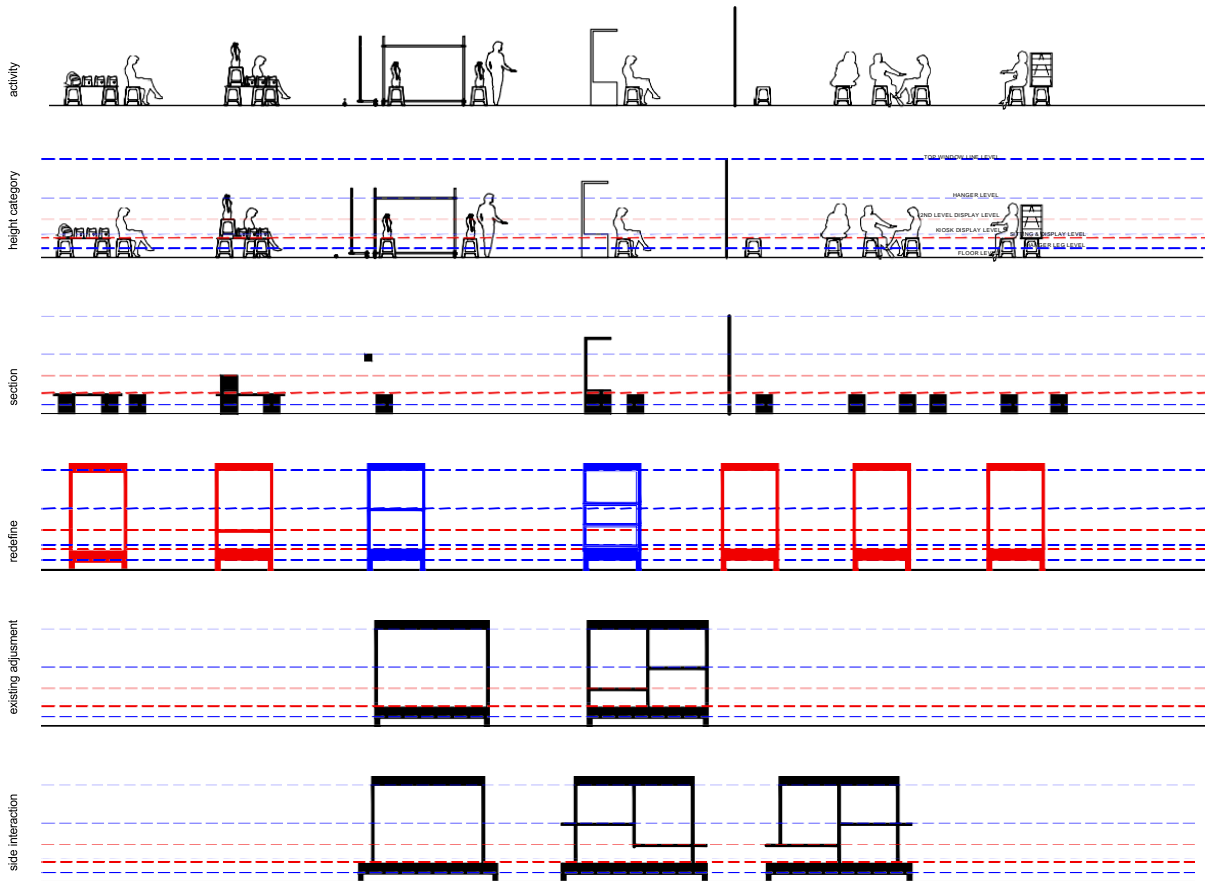 activity
height category
TOP WINDOW LINE LEVEL
HANGER LEVEL
2ND LEVEL DISPLAY LEVEL
KIOSK DISPLAY LEVEL
SITTING & DISPLAY LEVEL
HANGER LEG LEVEL
FLOOR LEVEL
section
redefine
existing adjusment
side interaction